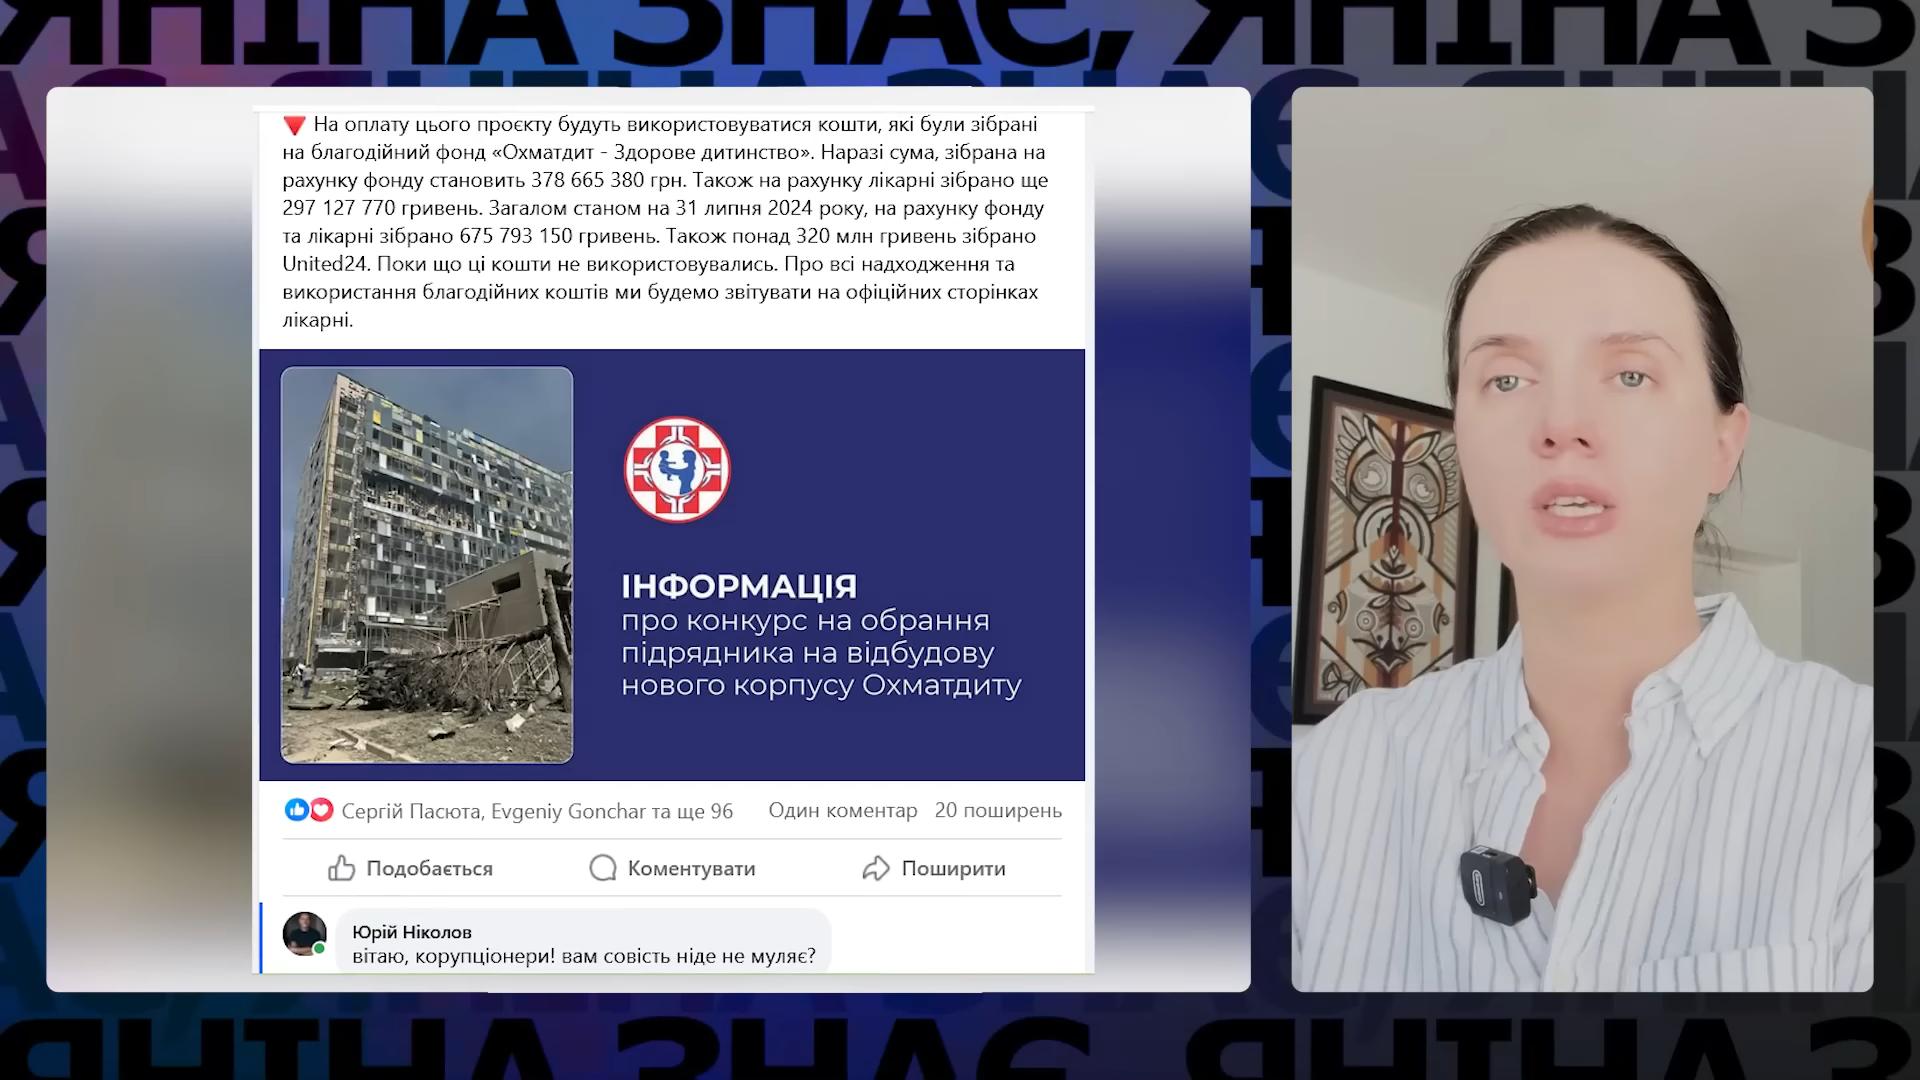 ЯНІНА ЗНАЄ, ЯНІНА З
На оплату цього проєкту будуть використовуватися кошти, які були зібрані
на благодійний фонд «Охматдит - Здорове дитинство». Наразі сума, зібрана на
рахунку фонду становить 378 665 380 грн. Також на рахунку лікарні зібрано ще
297 127 770 гривень. Загалом станом на 31 липня 2024 року, на рахунку фонду
та лікарні зібрано 675 793 150 гривень. Також понад 320 млн гривень зібрано
United24. Поки що ці кошти не використовувались. Про всі надходження та
використання благодійних коштів ми будемо звітувати на офіційних сторінках
лікарні.
ІНФОРМАЦІЯ
про конкурс на обрання
підрядника на відбудову
нового корпусу Охматдиту
Сергій Пасюта, Evgeniy Gonchar та ще 96 Один коментар 20 поширень
Подобається Коментувати Поширити
Юрій Ніколов
вітаю, корупціонери! вам совість ніде не муляє?
ЯНІНА ЗНАЄ, ЯНІНА З